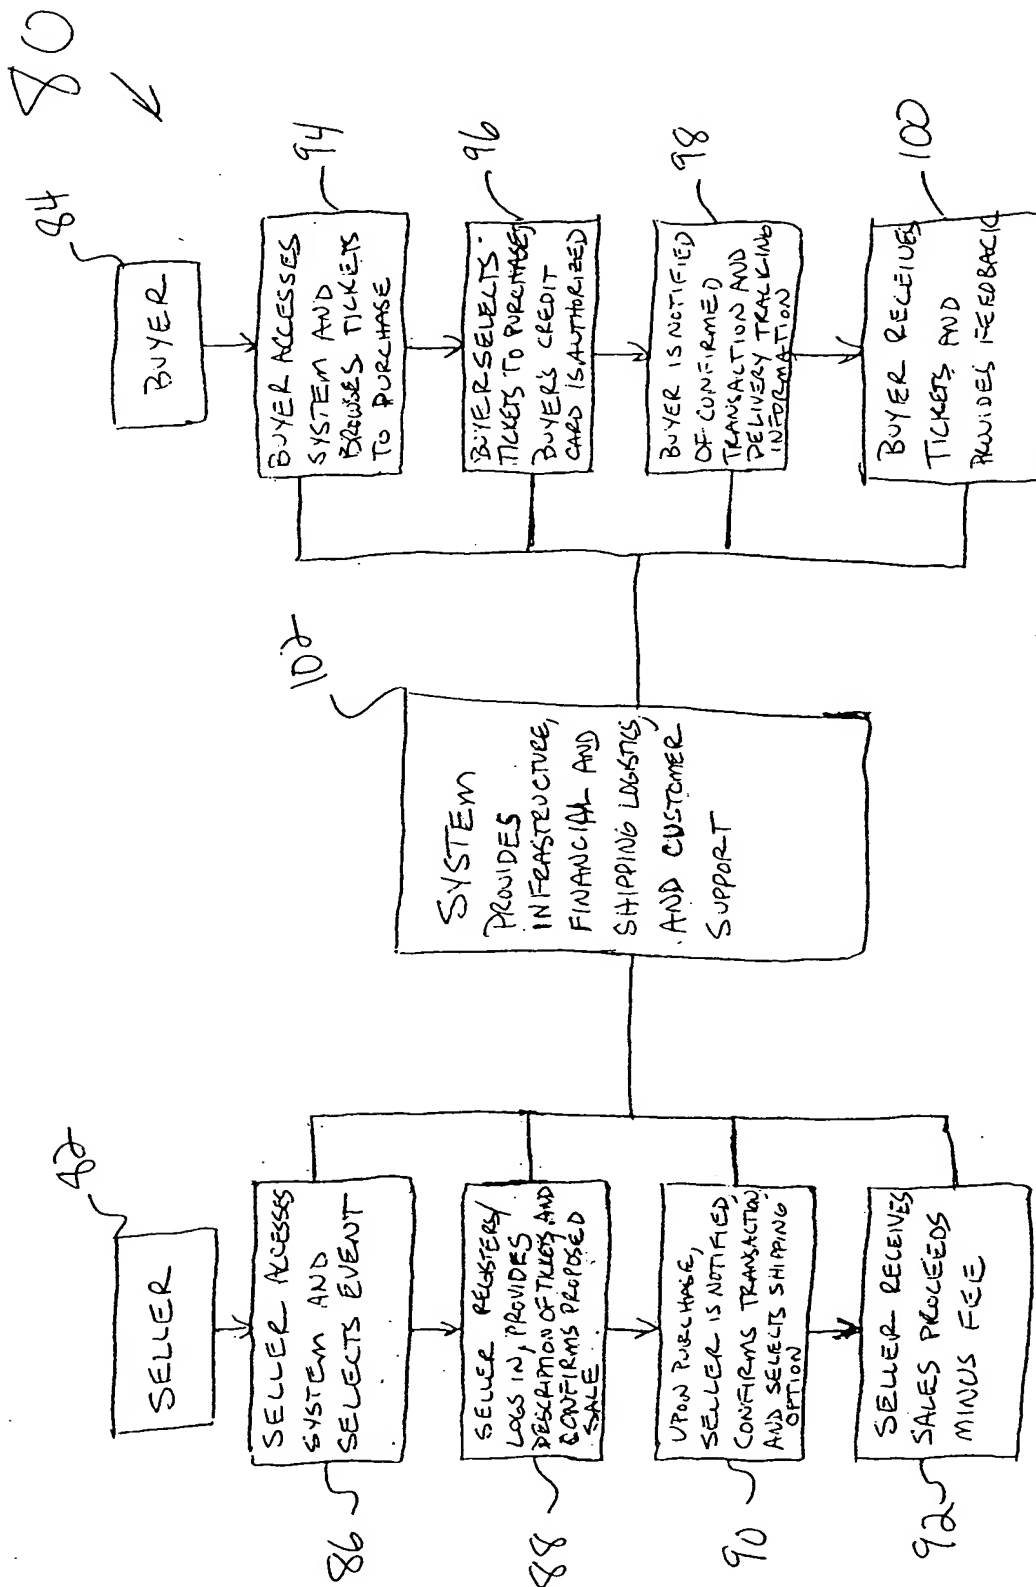 80
SELLER
82
SELLER ACCESSES
SYSTEM AND
SELECTS EVENT
86
SELLER REGISTERS/
LOGS IN, PROVIDES
DESCRIPTION OF TICKETS, AND
CONFIRMS PROPOSED
SALE
88
UPON PURCHASE,
SELLER IS NOTIFIED,
CONFIRMS TRANSACTION,
AND SELECTS SHIPPING
OPTION
90
SELLER RECEIVES
SALES PROCEEDS
MINUS FEE
92
102
SYSTEM
PROVIDES
INFRASTRUCTURE,
FINANCIAL AND
SHIPPING LOGISTICS,
AND CUSTOMER
SUPPORT
BUYER
84
BUYER ACCESSES
SYSTEM AND
BROWSES TICKETS
TO PURCHASE
94
BUYER SELECTS
TICKETS TO PURCHASE,
BUYER'S CREDIT
CARD IS AUTHORIZED
96
BUYER IS NOTIFIED
OF CONFIRMED
TRANSACTION AND
DELIVERY TRACKING
INFORMATION
98
BUYER RECEIVES
TICKETS AND
PROVIDES FEEDBACK
100